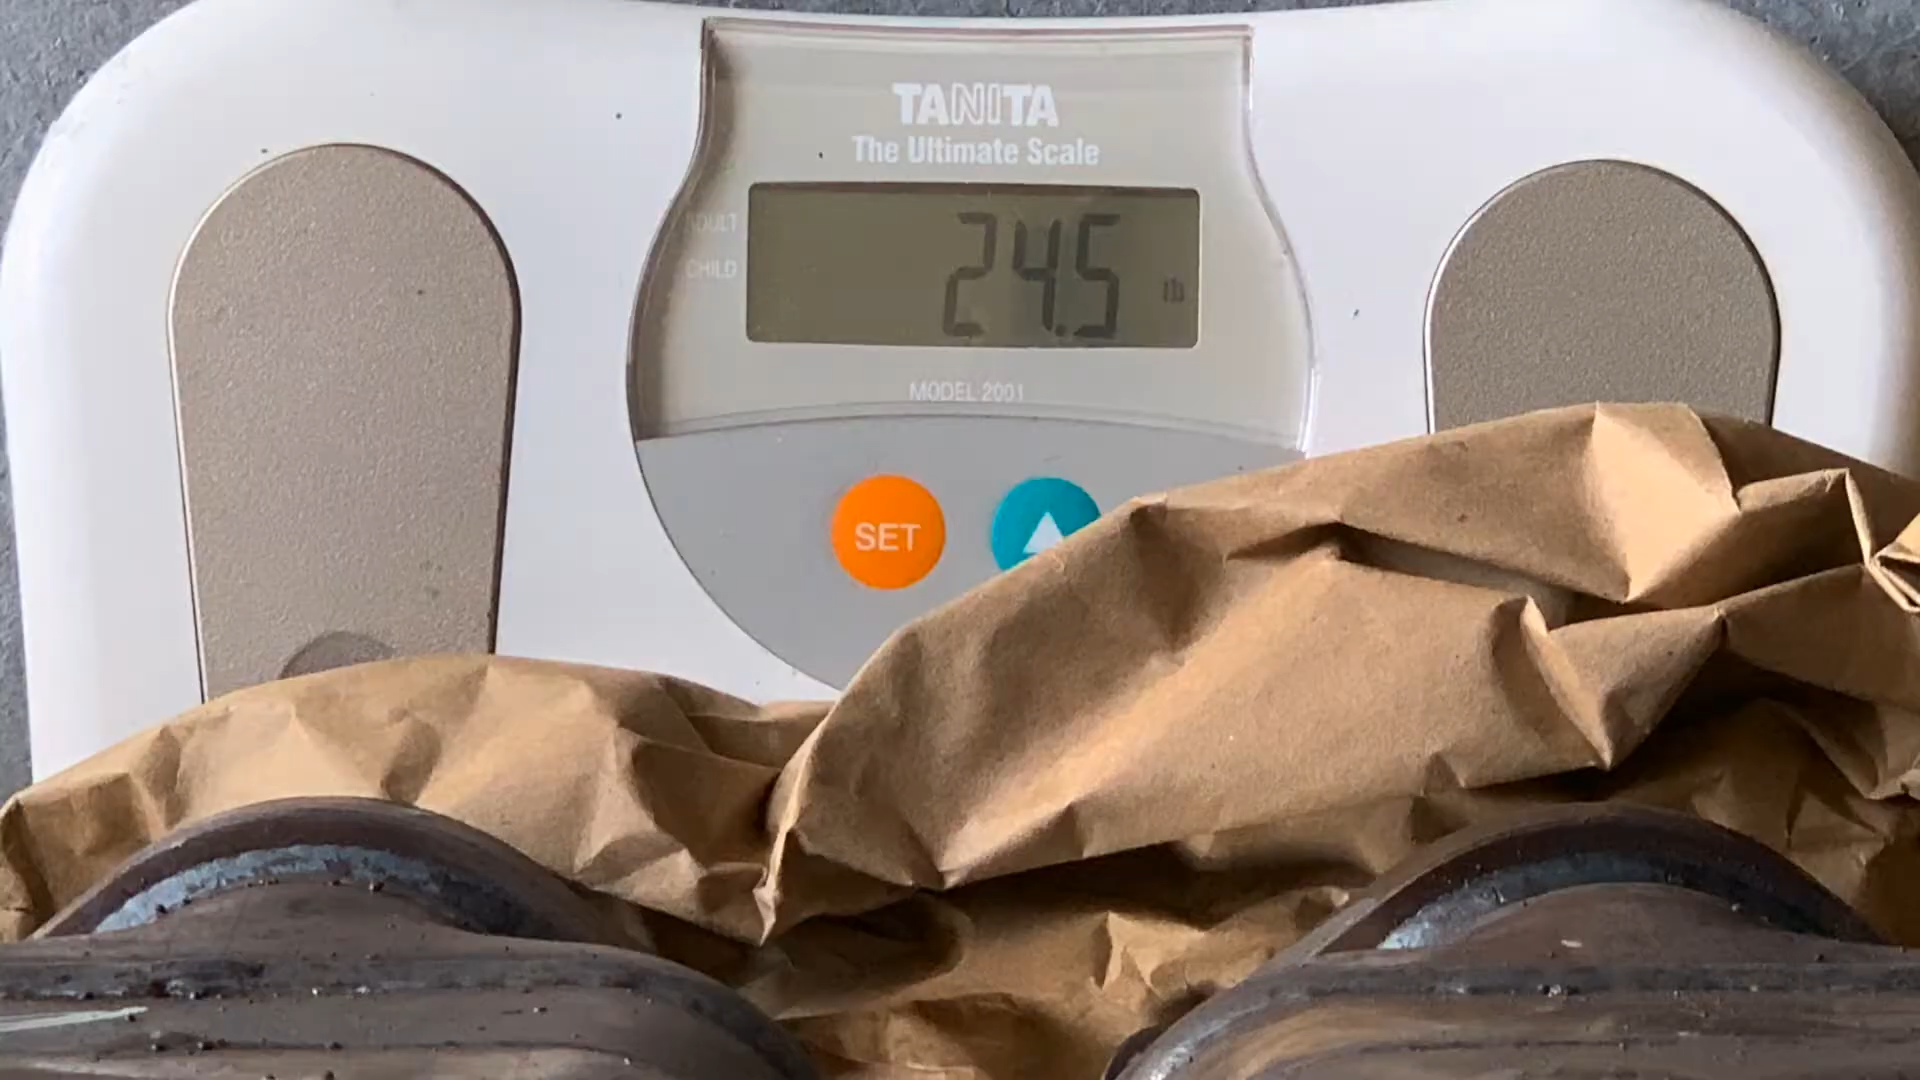 TANITA
The Ultimate Scale
ADULT
CHILD
24.5 lb
MODEL 2001
SET